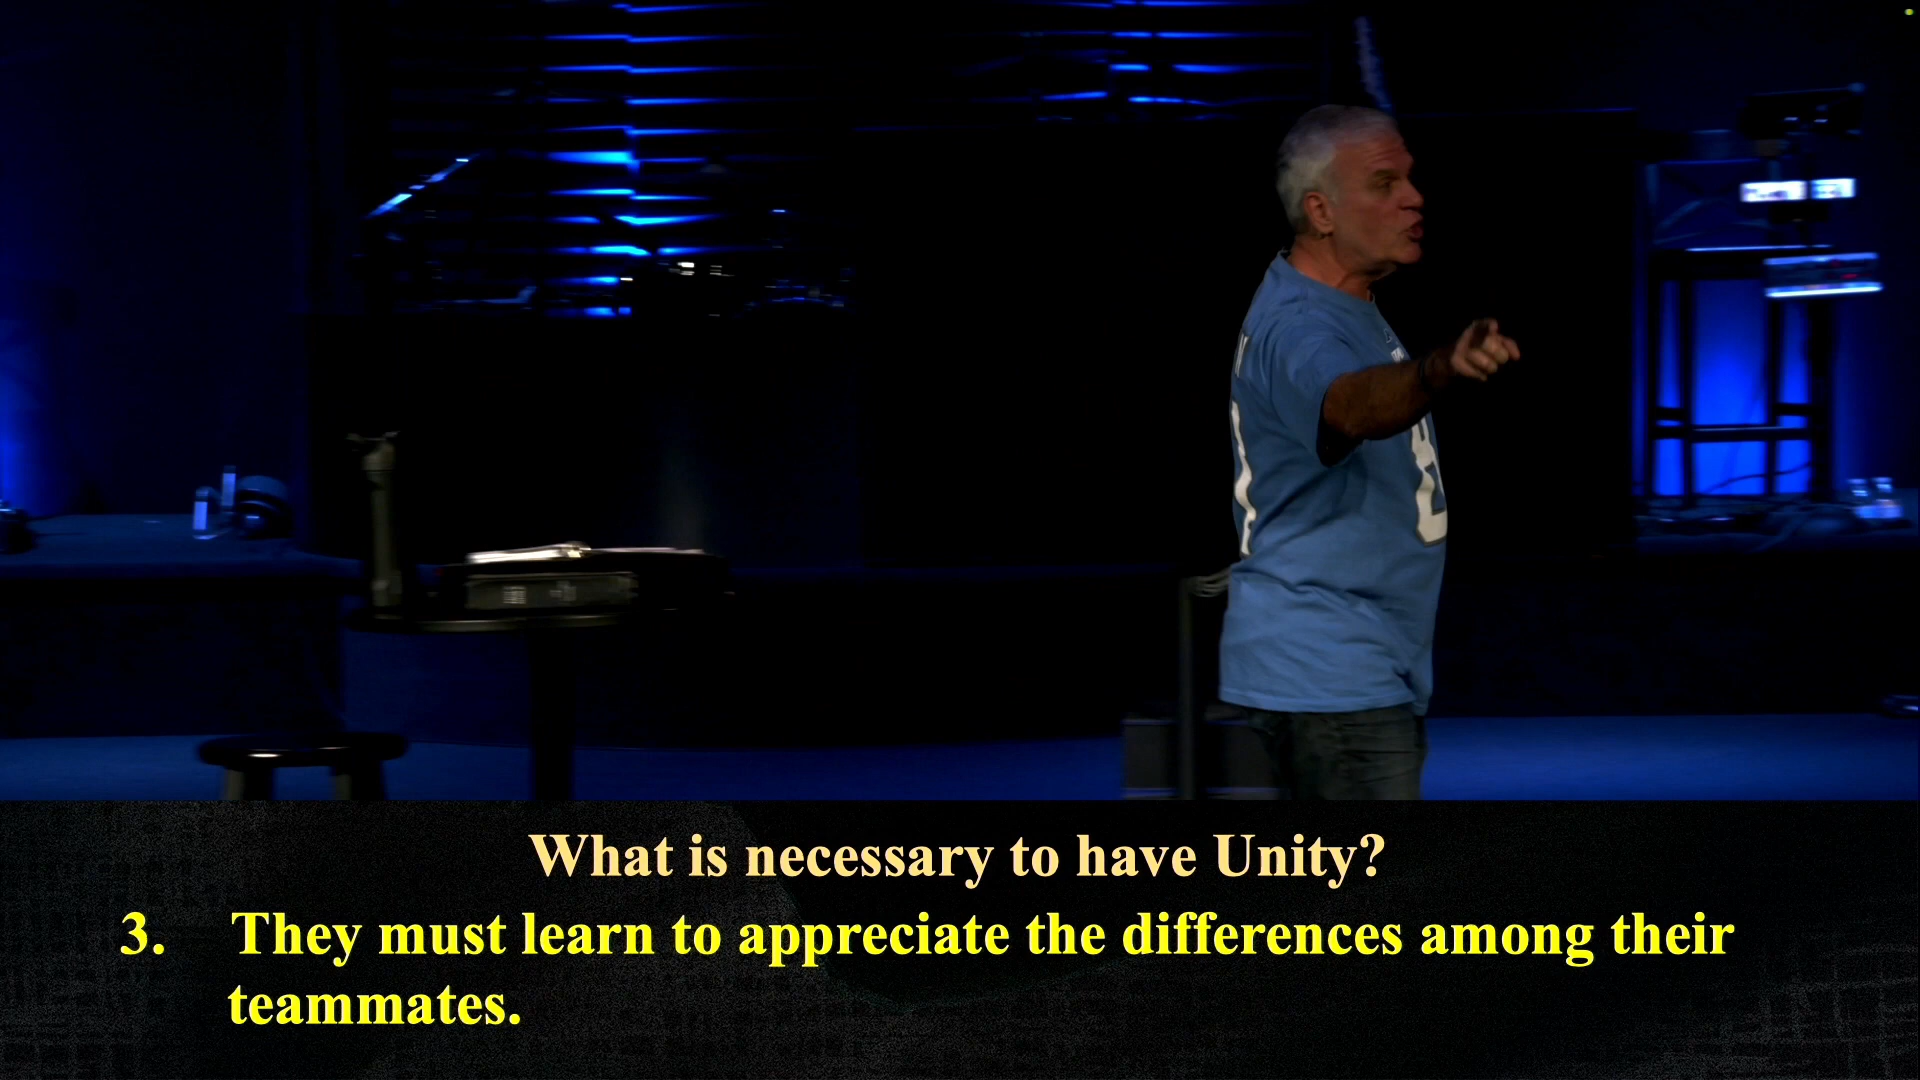 What is necessary to have Unity?
3. They must learn to appreciate the differences among their
teammates.